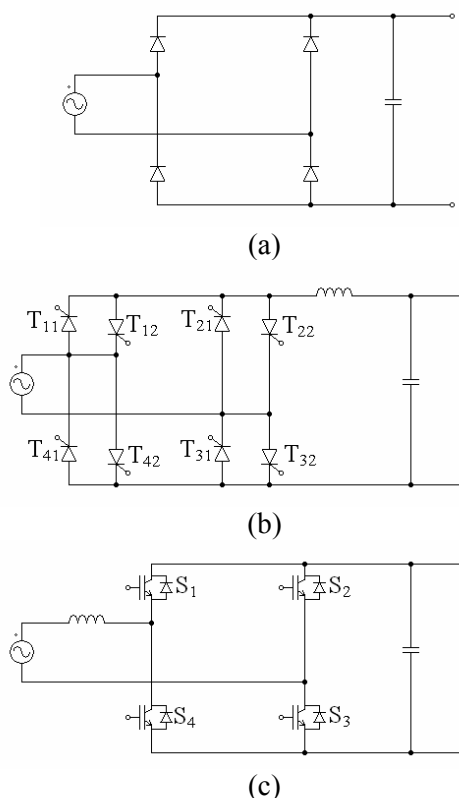 (a)
T₁₁ T₁₂ T₂₁ T₂₂
T₄₁ T₄₂ T₃₁ T₃₂
(b)
S₁ S₂
S₄ S₃
(c)